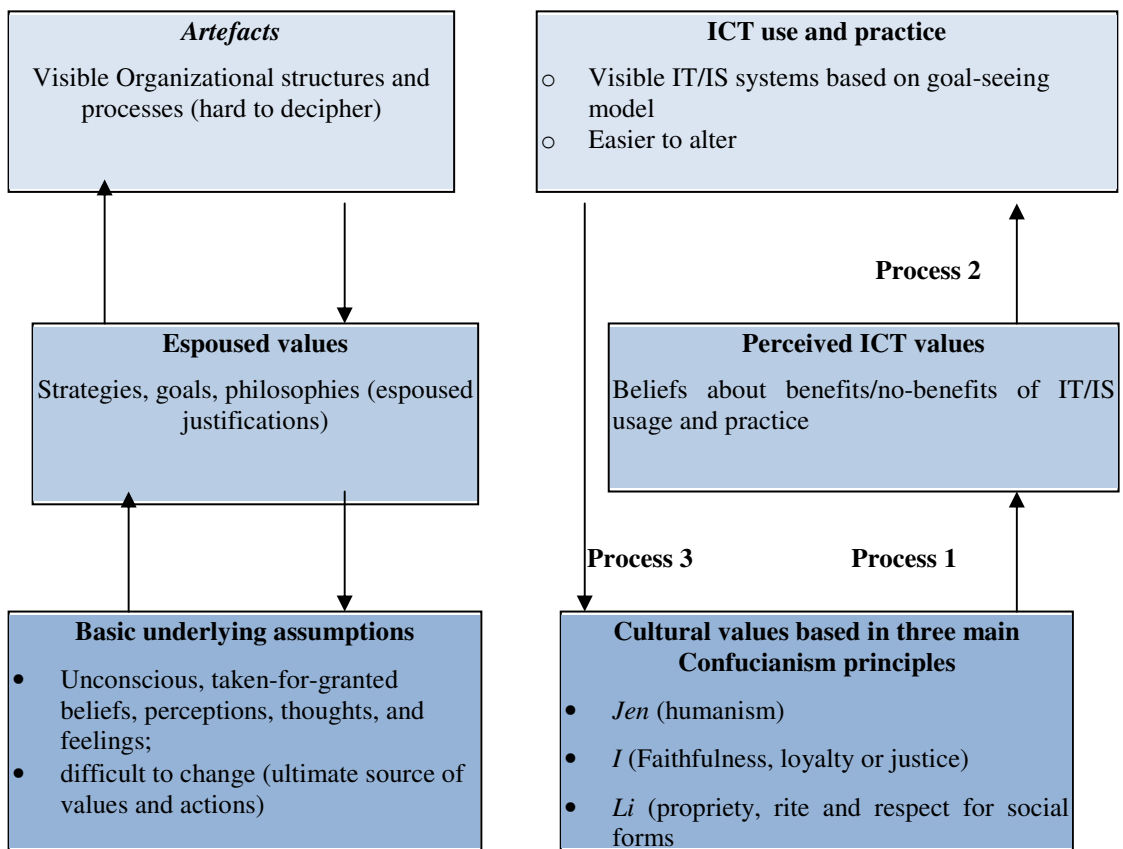 Artefacts
Visible Organizational structures and
processes (hard to decipher)
ICT use and practice
o Visible IT/IS systems based on goal-seeing
model
o Easier to alter
Process 2
Espoused values
Strategies, goals, philosophies (espoused
justifications)
Perceived ICT values
Beliefs about benefits/no-benefits of IT/IS
usage and practice
Process 3
Process 1
Basic underlying assumptions
• Unconscious, taken-for-granted
beliefs, perceptions, thoughts, and
feelings;
• difficult to change (ultimate source of
values and actions)
Cultural values based in three main
Confucianism principles
• Jen (humanism)
• I (Faithfulness, loyalty or justice)
• Li (propriety, rite and respect for social
forms